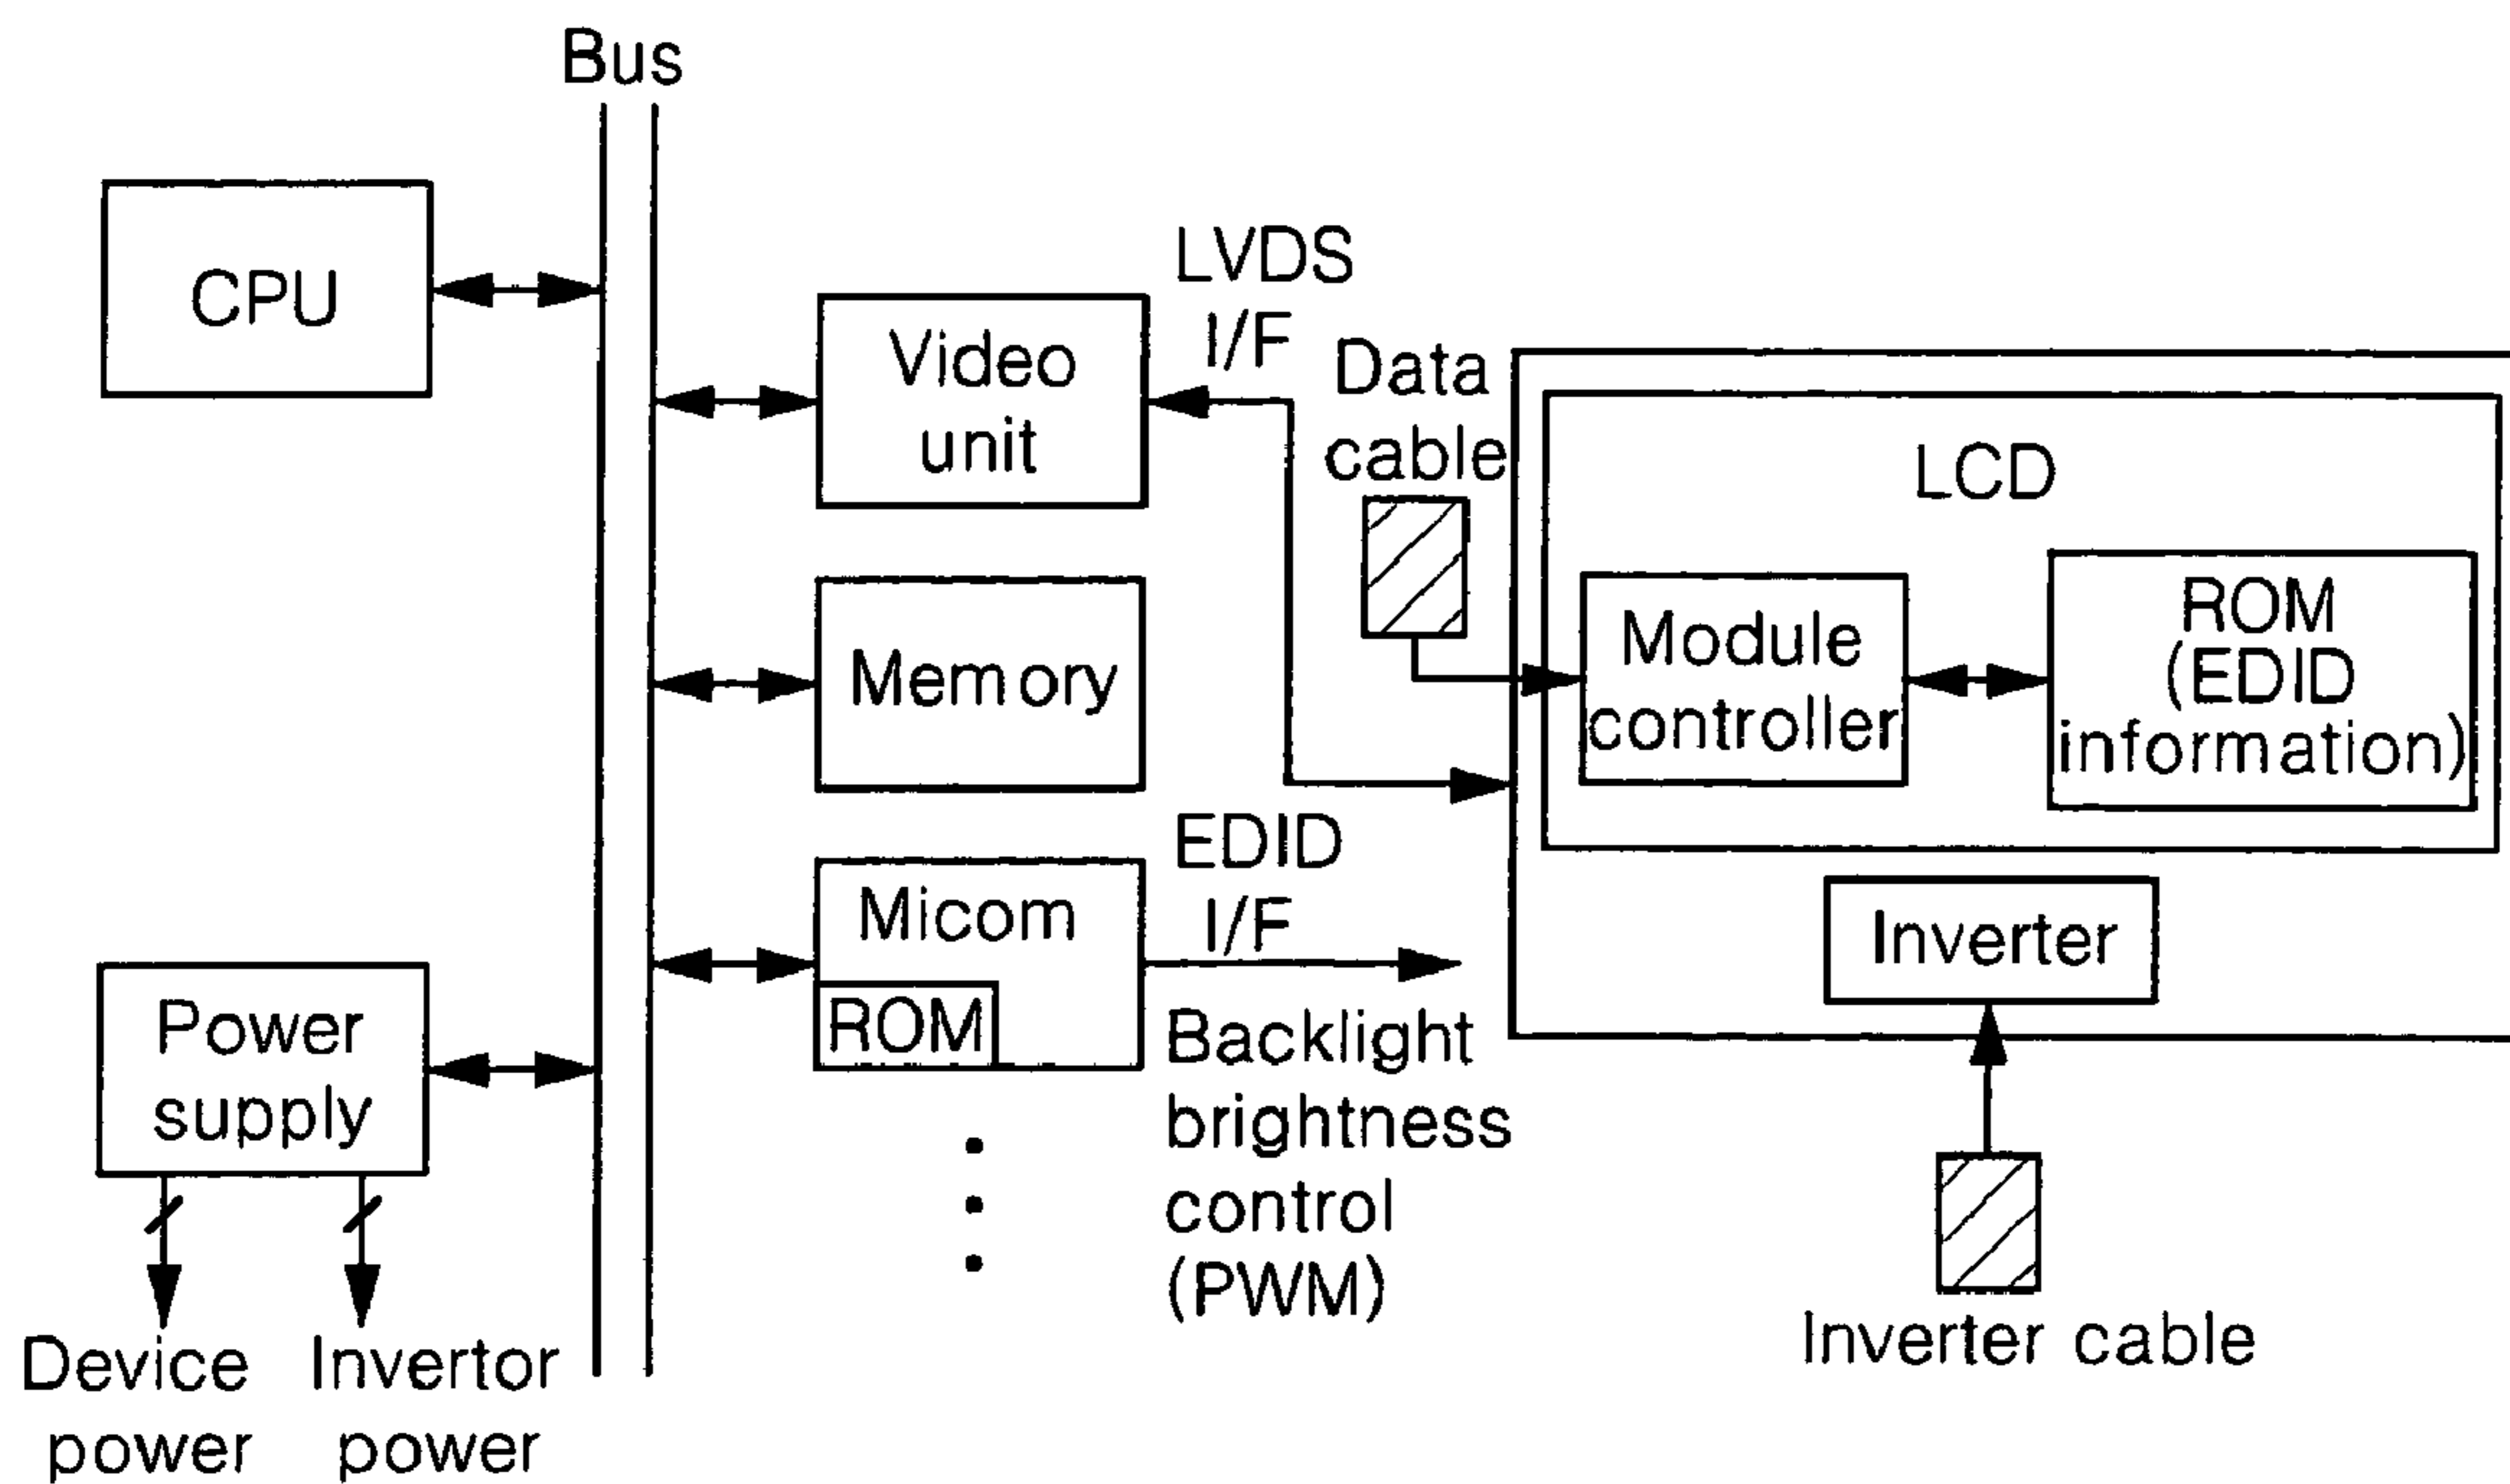 Bus
CPU
LVDS
I/F
Video
unit
Data
cable
LCD
Module
controller
ROM
(EDID
information)
Memory
EDID
I/F
Micom
ROM
Inverter
Power
supply
Backlight
brightness
control
(PWM)
Device
power
Invertor
power
Inverter cable